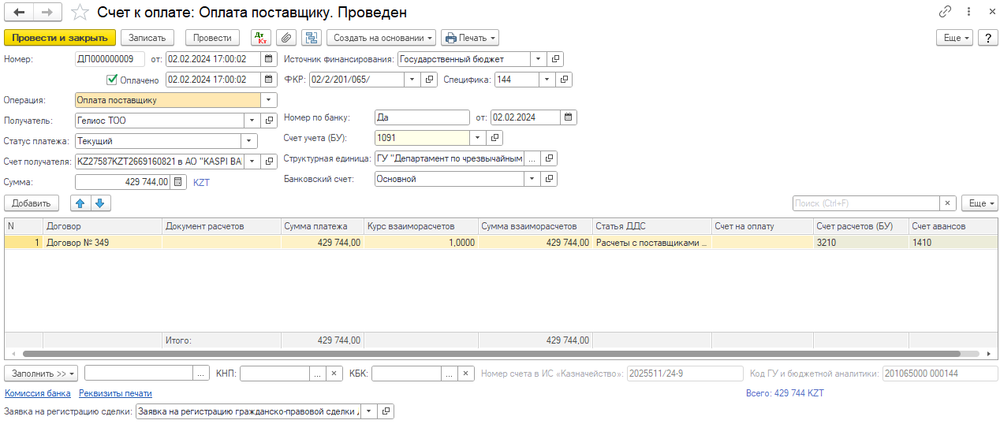 Счет к оплате: Оплата поставщику. Проведен
Провести и закрыть Записать Провести Дт Кт Создать на основании Печать Еще ?
Номер: ДП000000009 от: 02.02.2024 17:00:02 Источник финансирования: Государственный бюджет
Оплачено 02.02.2024 17:00:02 ФКР: 02/2/201/065/ Специфика: 144
Операция: Оплата поставщику
Получатель: Гелиос ТОО Номер по банку: Да от: 02.02.2024
Статус платежа: Текущий Счет учета (БУ): 1091
Счет получателя: KZ27587KZT2669160821 в АО "KASPI BA Структурная единица: ГУ "Департамент по чрезвычайным ...
Сумма: 429 744,00 KZT Банковский счет: Основной
Добавить Поиск (Ctrl+F) × Еще
N Договор Документ расчетов Сумма платежа Курс взаиморасчетов Сумма взаиморасчетов Статья ДДС Счет на оплату Счет расчетов (БУ) Счет авансов
1 Договор № 349 429 744,00 1,0000 429 744,00 Расчеты с поставщиками ... 3210 1410
Итого: 429 744,00 429 744,00
Заполнить >> ... КНП: ... × КБК: ... × Номер счета в ИС «Казначейство»: 2025511/24-9 Код ГУ и бюджетной аналитики: 201065000 000144
Комиссия банка Реквизиты печати Всего: 429 744 KZT
Заявка на регистрацию сделки: Заявка на регистрацию гражданско-правовой сделки